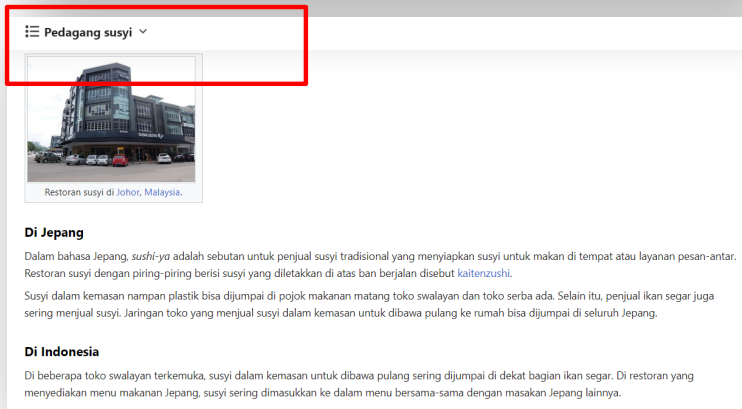 Pedagang susyi
Restoran susyi di Johor, Malaysia.
Di Jepang
Dalam bahasa Jepang, sushi-ya adalah sebutan untuk penjual susyi tradisional yang menyiapkan susyi untuk makan di tempat atau layanan pesan-antar.
Restoran susyi dengan piring-piring berisi susyi yang diletakkan di atas ban berjalan disebut kaitenzushi.
Susyi dalam kemasan nampan plastik bisa dijumpai di pojok makanan matang toko swalayan dan toko serba ada. Selain itu, penjual ikan segar juga
sering menjual susyi. Jaringan toko yang menjual susyi dalam kemasan untuk dibawa pulang ke rumah bisa dijumpai di seluruh Jepang.
Di Indonesia
Di beberapa toko swalayan terkemuka, susyi dalam kemasan untuk dibawa pulang sering dijumpai di dekat bagian ikan segar. Di restoran yang
menyediakan menu makanan Jepang, susyi sering dimasukkan ke dalam menu bersama-sama dengan masakan Jepang lainnya.